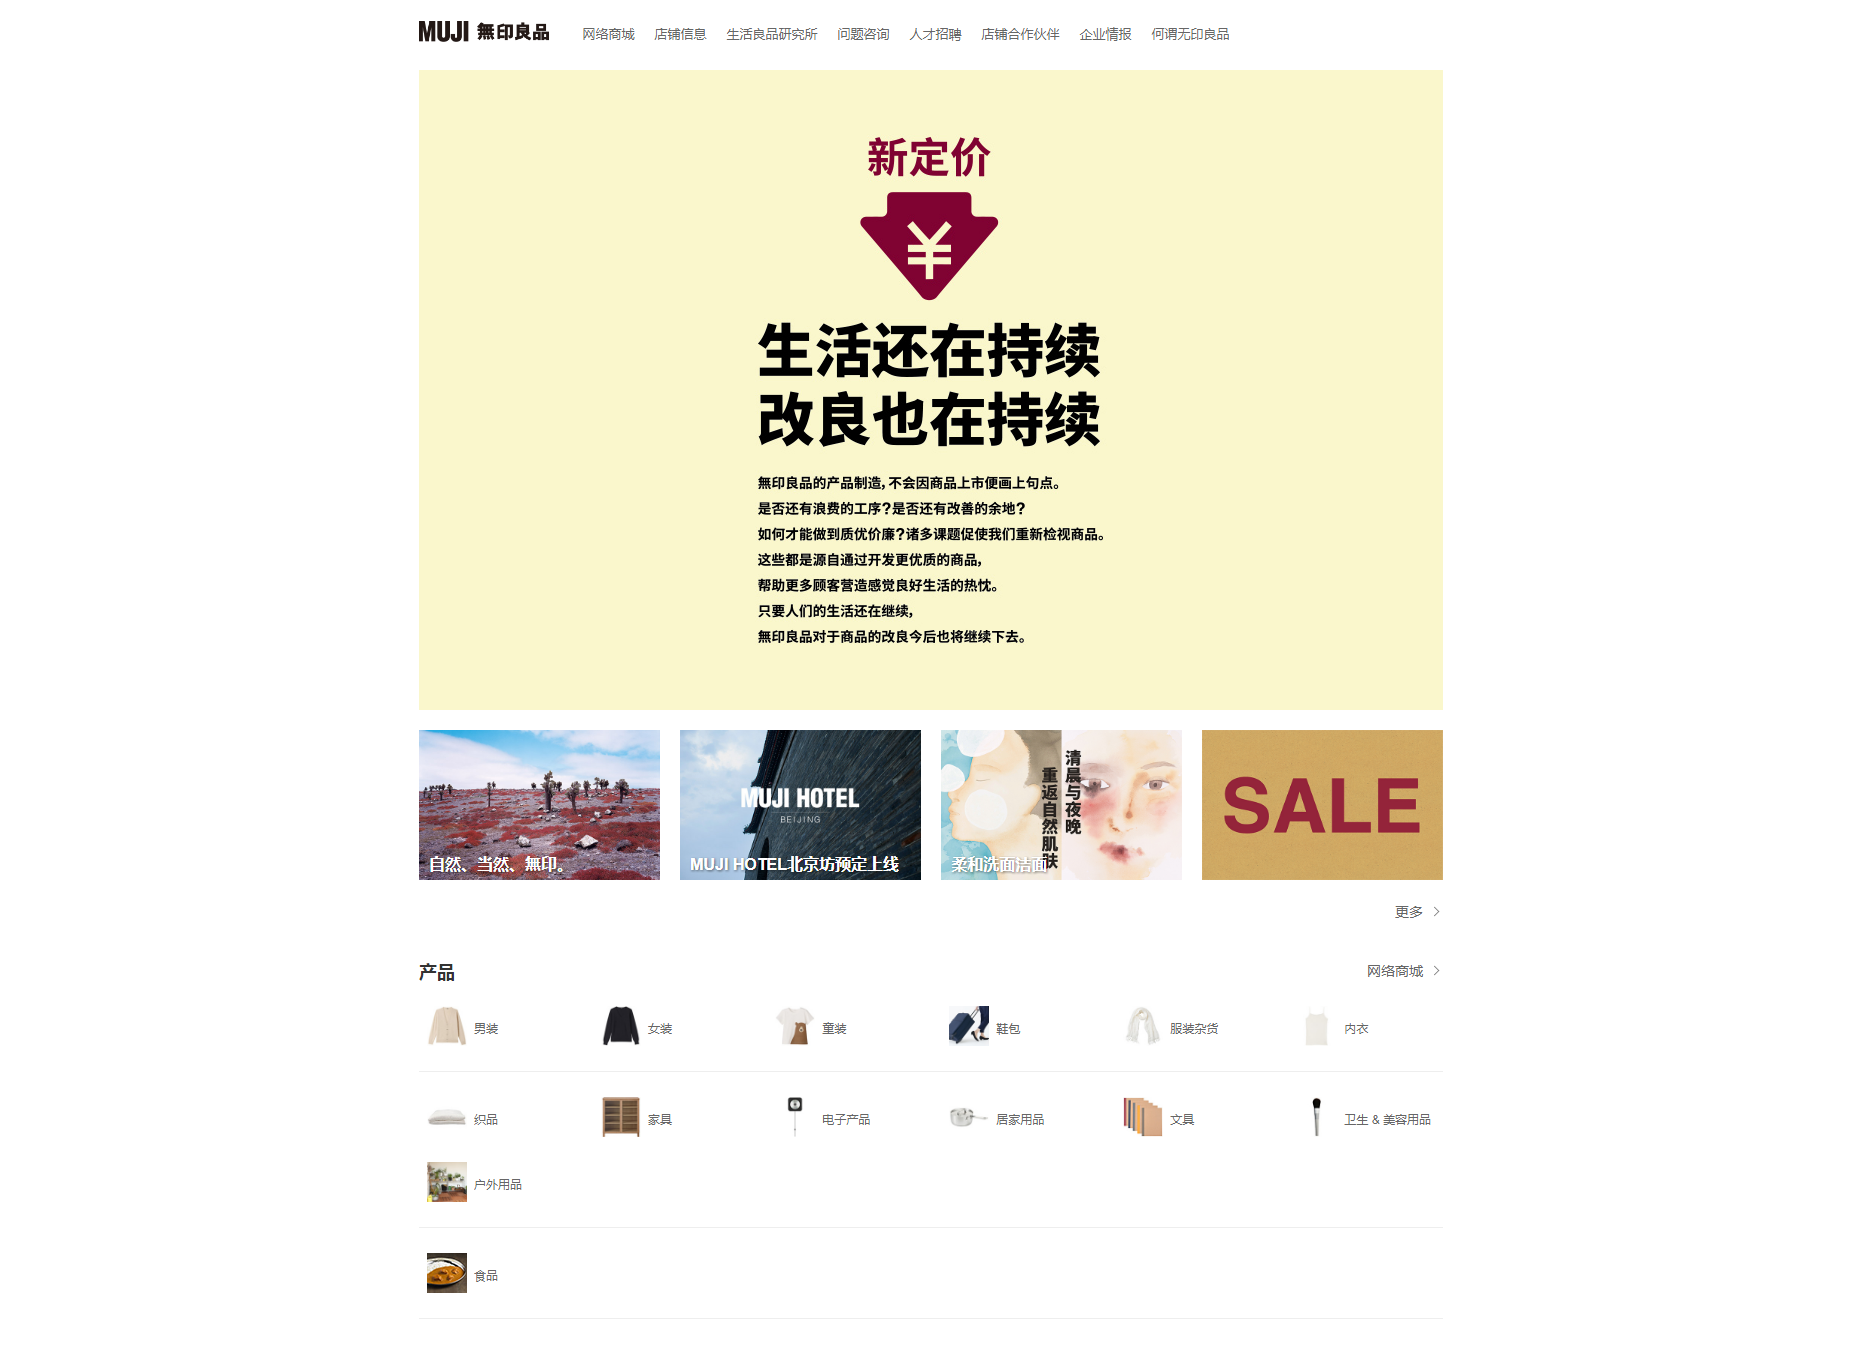 MUJI 無印良品
网络商城 店铺信息 生活良品研究所 问题咨询 人才招聘 店铺合作伙伴 企业情报 何谓无印良品
新定价
¥
生活还在持续
改良也在持续
無印良品的产品制造，不会因商品上市便画上句点。
是否还有浪费的工序？是否还有改善的余地？
如何才能做到质优价廉？诸多课题促使我们重新检视商品。
这些都是源自通过开发更优质的商品，
帮助更多顾客营造感觉良好生活的热忱。
只要人们的生活还在继续，
無印良品对于商品的改良今后也将继续下去。
自然、当然、無印。
MUJI HOTEL
BEIJING
MUJI HOTEL北京坊预定上线
清晨与夜晚
重返自然肌肤
柔和洗面洁面
SALE
更多
产品
网络商城
男装 女装 童装 鞋包 服装杂货 内衣
织品 家具 电子产品 居家用品 文具 卫生 & 美容用品
户外用品
食品